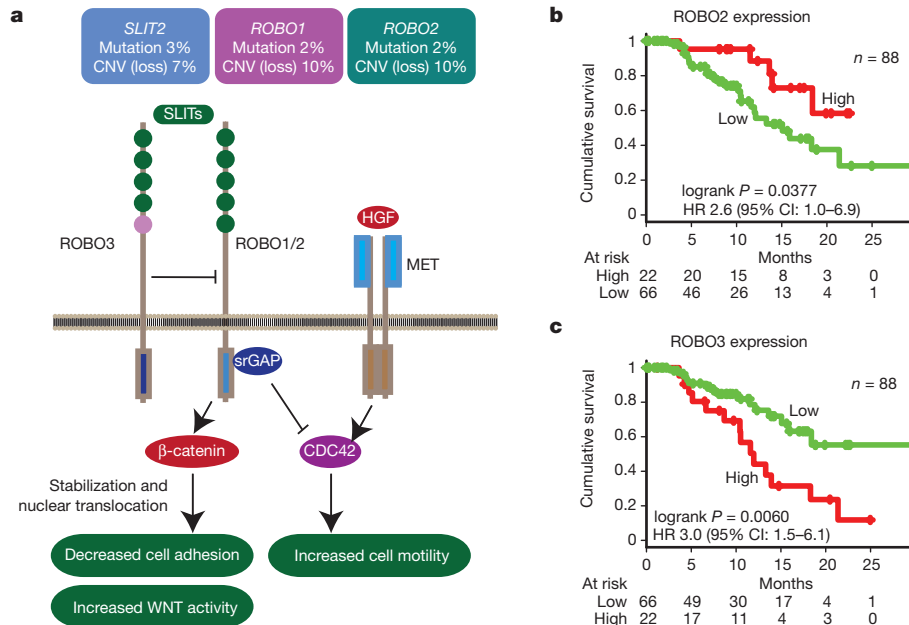 a
SLIT2
Mutation 3%
CNV (loss) 7%
ROBO1
Mutation 2%
CNV (loss) 10%
ROBO2
Mutation 2%
CNV (loss) 10%
SLITs
ROBO3
ROBO1/2
HGF
MET
srGAP
β-catenin
CDC42
Stabilization and
nuclear translocation
Decreased cell adhesion
Increased cell motility
Increased WNT activity
b
ROBO2 expression
Cumulative survival
1
0.8
0.6
0.4
0.2
0
n = 88
High
Low
logrank P = 0.0377
HR 2.6 (95% CI: 1.0–6.9)
0 5 10 15 20 25
Months
At risk
High 22 20 15 8 3 0
Low 66 46 26 13 4 1
c
ROBO3 expression
Cumulative survival
1
0.8
0.6
0.4
0.2
0
n = 88
Low
High
logrank P = 0.0060
HR 3.0 (95% CI: 1.5–6.1)
0 5 10 15 20 25
Months
At risk
Low 66 49 30 17 4 1
High 22 17 11 4 3 0